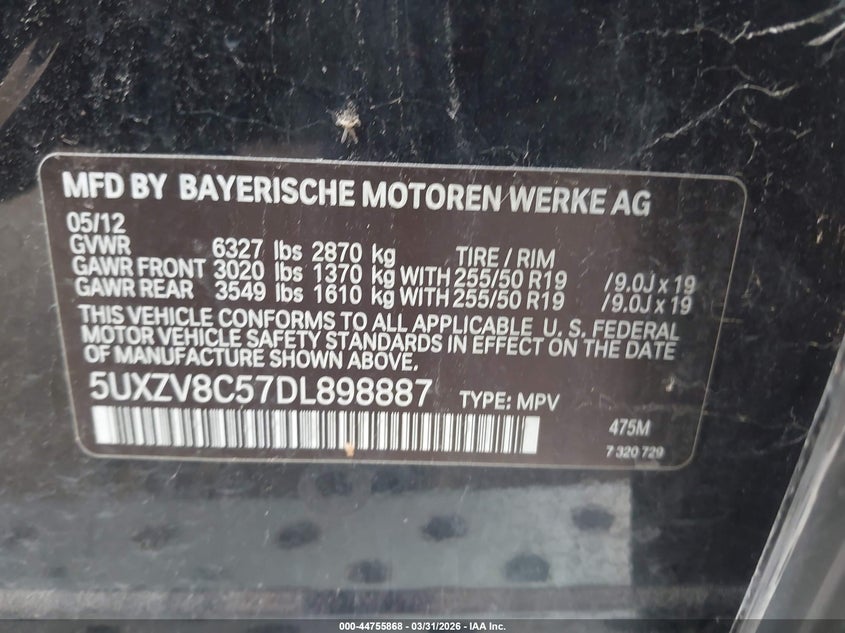 MFD BY BAYERISCHE MOTOREN WERKE AG
05/12
GVWR 6327 lbs 2870 kg TIRE / RIM
GAWR FRONT 3020 lbs 1370 kg WITH 255/50 R19 /9.0J x 19
GAWR REAR 3549 lbs 1610 kg WITH 255/50 R19 /9.0J x 19
THIS VEHICLE CONFORMS TO ALL APPLICABLE U. S. FEDERAL
MOTOR VEHICLE SAFETY STANDARDS IN EFFECT ON THE DATE
OF MANUFACTURE SHOWN ABOVE.
5UXZV8C57DL898887 TYPE: MPV
475M
7 320 729
000-44755868 - 03/31/2026 - IAA Inc.